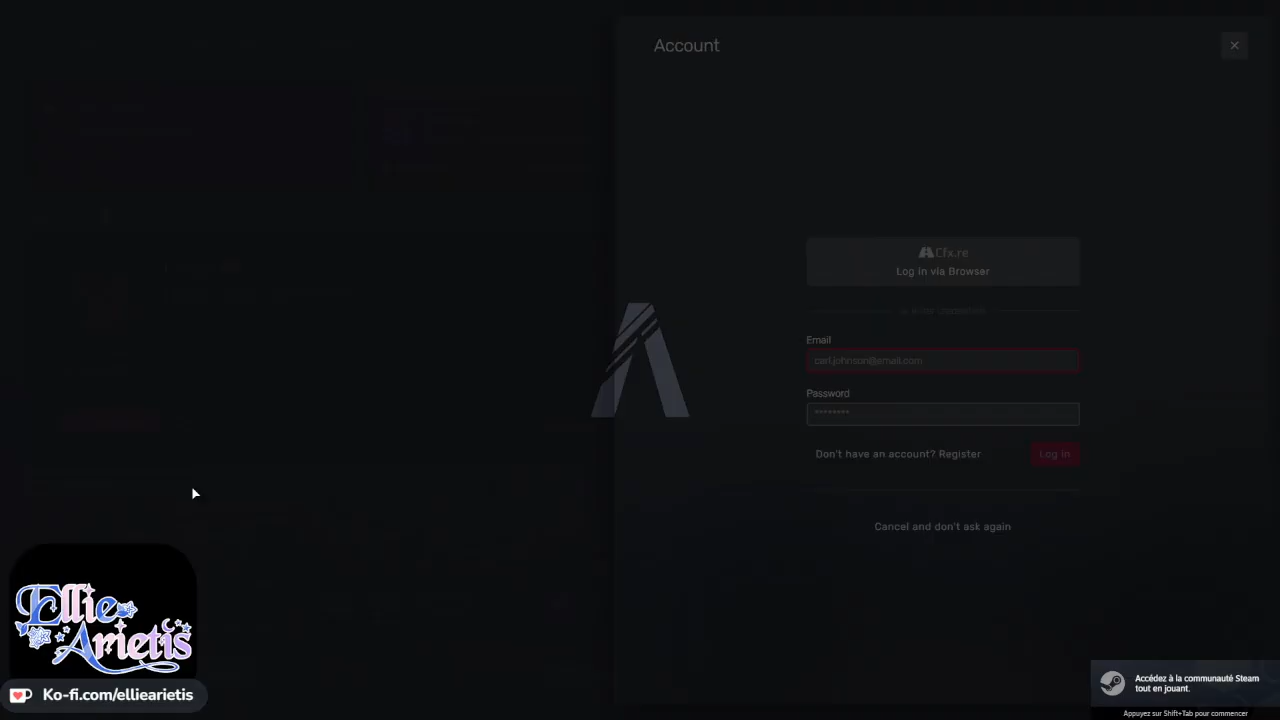 Account
Cfx.re
Log in via Browser
Email
carl.johnson@email.com
Password
********
Don't have an account? Register
Log In
Cancel and don't ask again
Ellie
Arietis
Ko-fi.com/elliearietis
Accédez à la communauté Steam
tout en jouant.
Appuyez sur Shift+Tab pour commencer